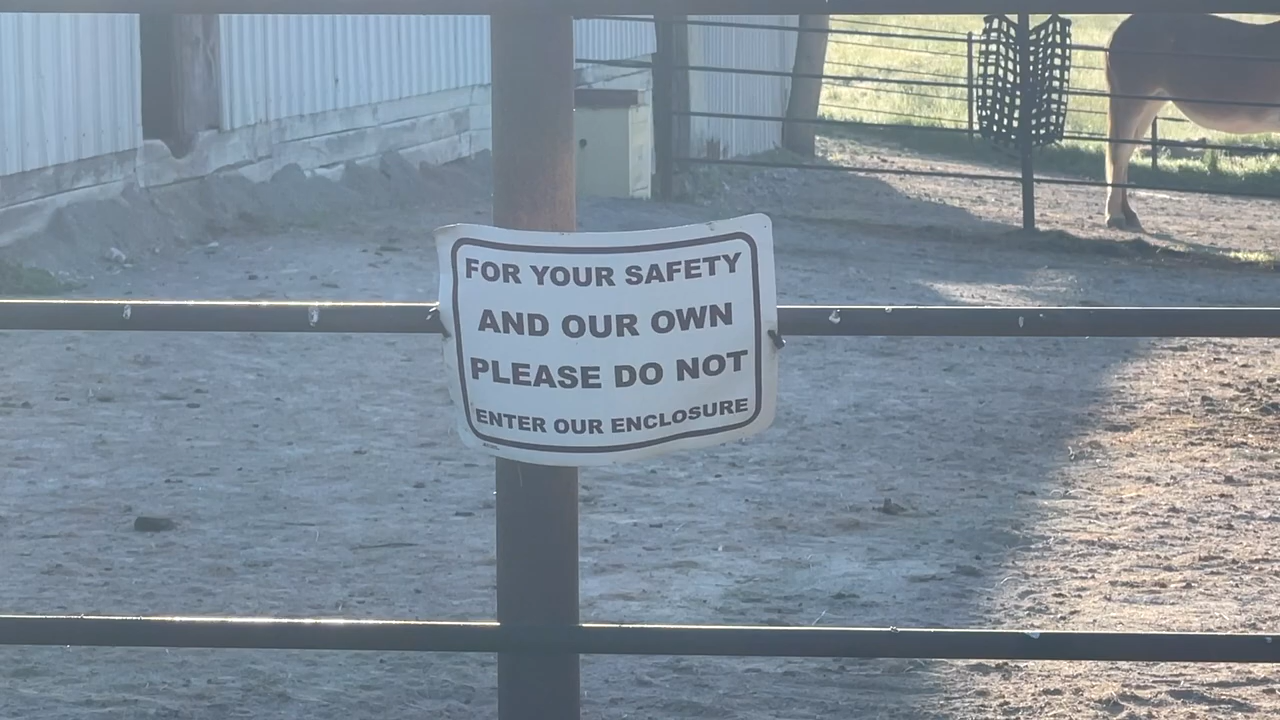 FOR YOUR SAFETY
AND OUR OWN
PLEASE DO NOT
ENTER OUR ENCLOSURE